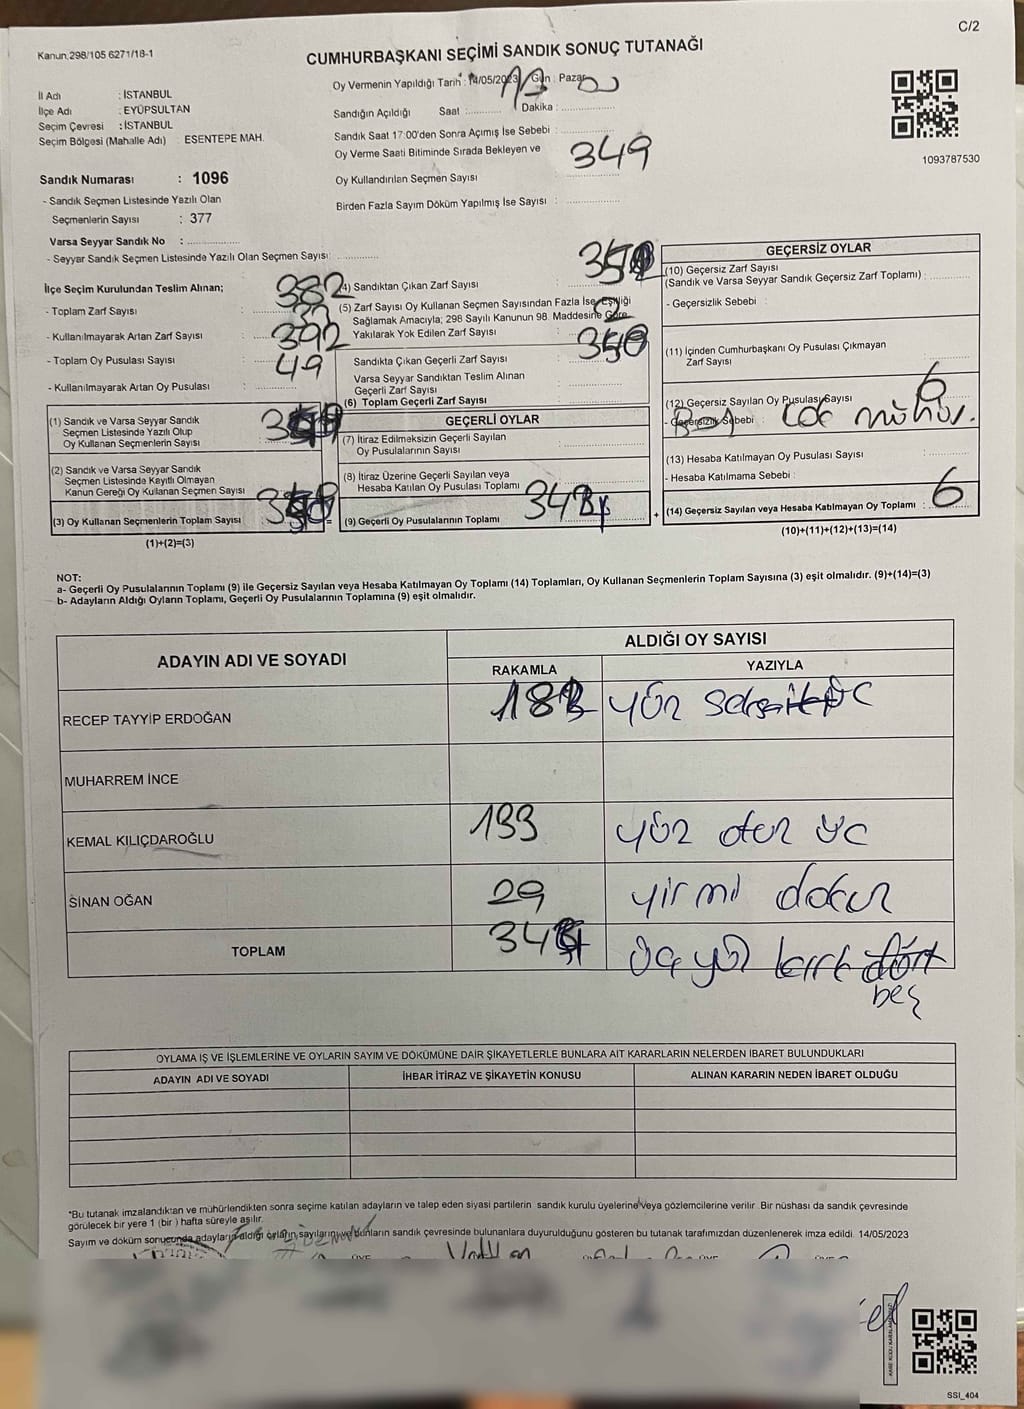 C/2
Kanun.298/105 6271/18-1
CUMHURBAŞKANI SEÇİMİ SANDIK SONUÇ TUTANAĞI
Oy Vermenin Yapıldığı Tarih : 14/05/2023 Gün : Pazar
İl Adı : İSTANBUL
İlçe Adı : EYÜPSULTAN
Seçim Çevresi : İSTANBUL
Seçim Bölgesi (Mahalle Adı) : ESENTEPE MAH.
Sandığın Açıldığı Saat : Dakika :
Sandık Saat 17:00'den Sonra Açımış İse Sebebi :
Oy Verme Saati Bitiminde Sırada Bekleyen ve
Oy Kullandırılan Seçmen Sayısı 349
Birden Fazla Sayım Döküm Yapılmış İse Sayısı :
1093787530
Sandık Numarası : 1096
- Sandık Seçmen Listesinde Yazılı Olan
Seçmenlerin Sayısı : 377
Varsa Seyyar Sandık No :
- Seyyar Sandık Seçmen Listesinde Yazılı Olan Seçmen Sayısı:
İlçe Seçim Kurulundan Teslim Alınan;
- Toplam Zarf Sayısı : 382
- Kullanılmayarak Artan Zarf Sayısı :
- Toplam Oy Pusulası Sayısı : 392
- Kullanılmayarak Artan Oy Pusulası : 49
(4) Sandıktan Çıkan Zarf Sayısı :
(5) Zarf Sayısı Oy Kullanan Seçmen Sayısından Fazla İse, Eşitliği
Sağlamak Amacıyla; 298 Sayılı Kanunun 98. Maddesine Göre
Yakılarak Yok Edilen Zarf Sayısı :
Sandıkta Çıkan Geçerli Zarf Sayısı :
Varsa Seyyar Sandıktan Teslim Alınan
Geçerli Zarf Sayısı :
(6) Toplam Geçerli Zarf Sayısı
(1) Sandık ve Varsa Seyyar Sandık
Seçmen Listesinde Yazılı Olup
Oy Kullanan Seçmenlerin Sayısı
(2) Sandık ve Varsa Seyyar Sandık
Seçmen Listesinde Kayıtlı Olmayan
Kanun Gereği Oy Kullanan Seçmen Sayısı
(3) Oy Kullanan Seçmenlerin Toplam Sayısı =
(1)+(2)=(3)
GEÇERLİ OYLAR
(7) İtiraz Edilmeksizin Geçerli Sayılan
Oy Pusulalarının Sayısı :
(8) İtiraz Üzerine Geçerli Sayılan veya
Hesaba Katılan Oy Pusulası Toplamı :
(9) Geçerli Oy Pusulalarının Toplamı :
+
GEÇERSİZ OYLAR
(10) Geçersiz Zarf Sayısı
(Sandık ve Varsa Seyyar Sandık Geçersiz Zarf Toplamı) :
- Geçersizlik Sebebi :
(11) İçinden Cumhurbaşkanı Oy Pusulası Çıkmayan
Zarf Sayısı :
(12) Geçersiz Sayılan Oy Pusulası Sayısı 6
- Geçersizlik Sebebi :
(13) Hesaba Katılmayan Oy Pusulası Sayısı :
- Hesaba Katılmama Sebebi :
(14) Geçersiz Sayılan veya Hesaba Katılmayan Oy Toplamı : 6
(10)+(11)+(12)+(13)=(14)
NOT:
a- Geçerli Oy Pusulalarının Toplamı (9) ile Geçersiz Sayılan veya Hesaba Katılmayan Oy Toplamı (14) Toplamları, Oy Kullanan Seçmenlerin Toplam Sayısına (3) eşit olmalıdır. (9)+(14)=(3)
b- Adayların Aldığı Oyların Toplamı, Geçerli Oy Pusulalarının Toplamına (9) eşit olmalıdır.
ADAYIN ADI VE SOYADI
ALDIĞI OY SAYISI
RAKAMLA YAZIYLA
RECEP TAYYİP ERDOĞAN yüz
MUHARREM İNCE
KEMAL KILIÇDAROĞLU 133 yüz otuz üç
SİNAN OĞAN 29 yirmi dokuz
TOPLAM üç yüz kırk dört
beş
OYLAMA İŞ VE İŞLEMLERİNE VE OYLARIN SAYIM VE DÖKÜMÜNE DAİR ŞİKAYETLERLE BUNLARA AİT KARARLARIN NELERDEN İBARET BULUNDUKLARI
ADAYIN ADI VE SOYADI İHBAR İTİRAZ VE ŞİKAYETİN KONUSU ALINAN KARARIN NEDEN İBARET OLDUĞU
*Bu tutanak imzalandıktan ve mühürlendikten sonra seçime katılan adayların ve talep eden siyasi partilerin sandık kurulu üyelerine veya gözlemcilerine verilir. Bir nüshası da sandık çevresinde
görülecek bir yere 1 (bir ) hafta süreyle asılır.
Sayım ve döküm sonucunda adayların aldığı oyların sayılarının bunların sandık çevresinde bulunanlara duyurulduğunu gösteren bu tutanak tarafımızdan düzenlenerek imza edildi. 14/05/2023
SSI_404